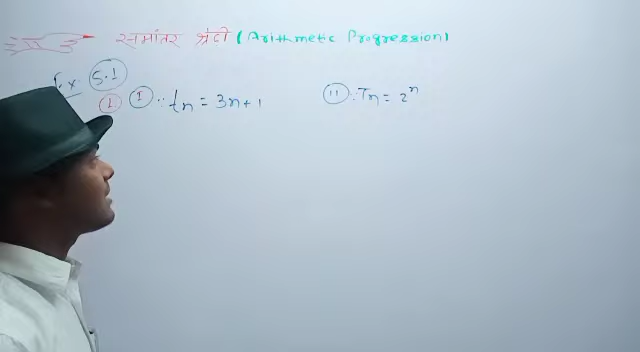 समांतर श्रेढी (Arithmetic Progression)
Ex. 5.1
1 I ∵ tn = 3n + 1 II ∵ Tn = 2^n